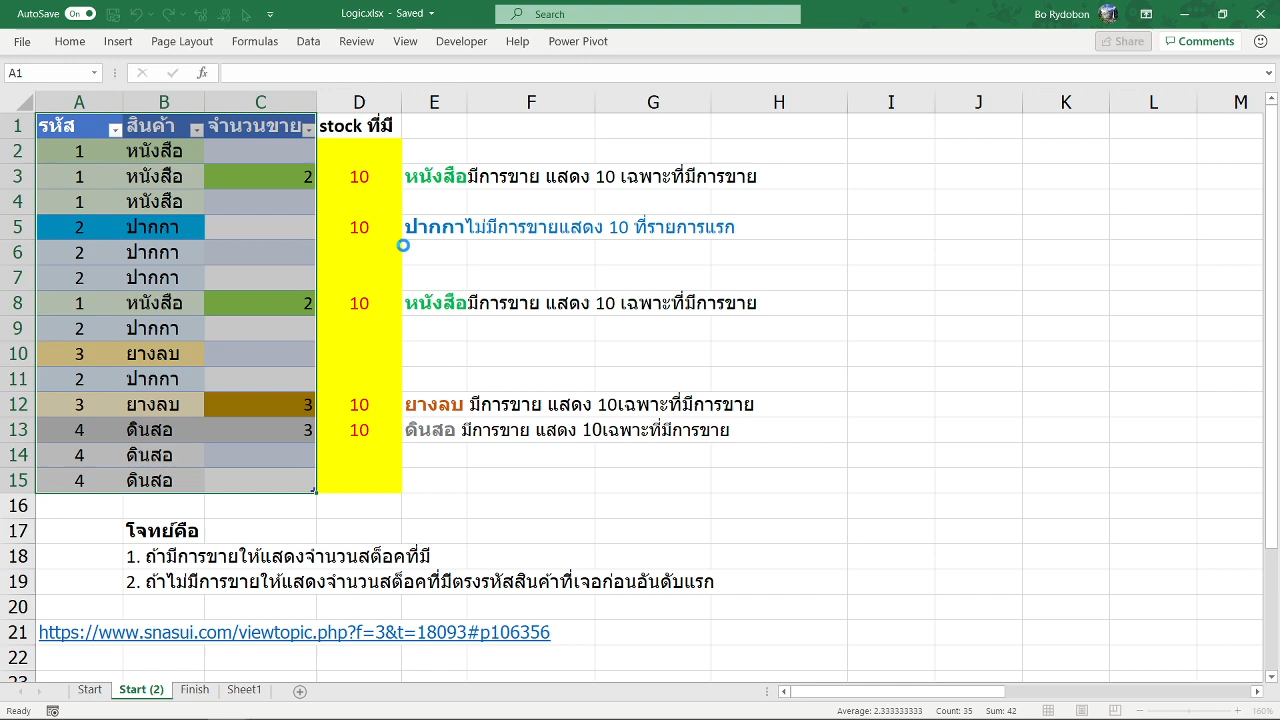 AutoSave On Logic.xlsx - Saved Search Bo Rydobon
File Home Insert Page Layout Formulas Data Review View Developer Help Power Pivot Share Comments
A1 fx
A B C D E F G H I J K L M
1 รหัส สินค้า จำนวนขาย stock ที่มี
2 1 หนังสือ
3 1 หนังสือ 2 10 หนังสือมีการขาย แสดง 10 เฉพาะที่มีการขาย
4 1 หนังสือ
5 2 ปากกา 10 ปากกาไม่มีการขายแสดง 10 ที่รายการแรก
6 2 ปากกา
7 2 ปากกา
8 1 หนังสือ 2 10 หนังสือมีการขาย แสดง 10 เฉพาะที่มีการขาย
9 2 ปากกา
10 3 ยางลบ
11 2 ปากกา
12 3 ยางลบ 3 10 ยางลบ มีการขาย แสดง 10เฉพาะที่มีการขาย
13 4 ดินสอ 3 10 ดินสอ มีการขาย แสดง 10เฉพาะที่มีการขาย
14 4 ดินสอ
15 4 ดินสอ
16
17 โจทย์คือ
18 1. ถ้ามีการขายให้แสดงจำนวนสต็อคที่มี
19 2. ถ้าไม่มีการขายให้แสดงจำนวนสต็อคที่มีตรงรหัสสินค้าที่เจอก่อนอันดับแรก
20
21 https://www.snasui.com/viewtopic.php?f=3&t=18093#p106356
22
23
Start Start (2) Finish Sheet1
Ready Average: 2.333333333 Count: 35 Sum: 42 160%